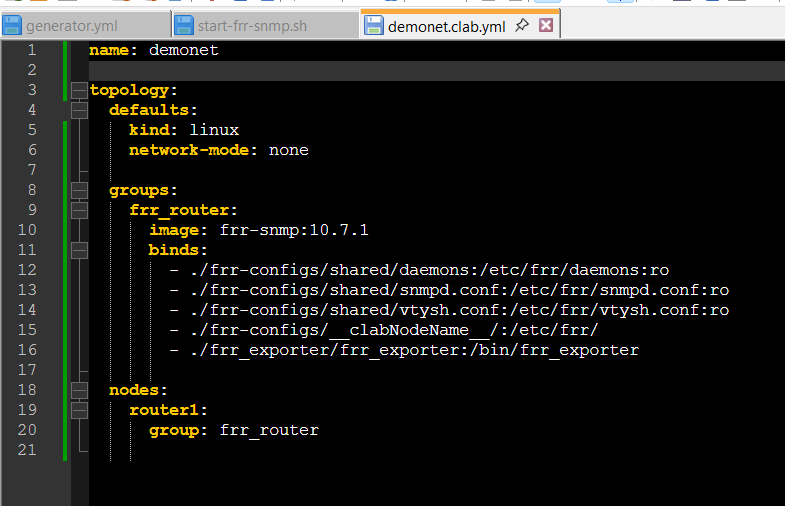 generator.yml start-frr-snmp.sh demonet.clab.yml
1 name: demonet
2
3 topology:
4 defaults:
5 kind: linux
6 network-mode: none
7
8 groups:
9 frr_router:
10 image: frr-snmp:10.7.1
11 binds:
12 - ./frr-configs/shared/daemons:/etc/frr/daemons:ro
13 - ./frr-configs/shared/snmpd.conf:/etc/frr/snmpd.conf:ro
14 - ./frr-configs/shared/vtysh.conf:/etc/frr/vtysh.conf:ro
15 - ./frr-configs/__clabNodeName__/:/etc/frr/
16 - ./frr_exporter/frr_exporter:/bin/frr_exporter
17
18 nodes:
19 router1:
20 group: frr_router
21